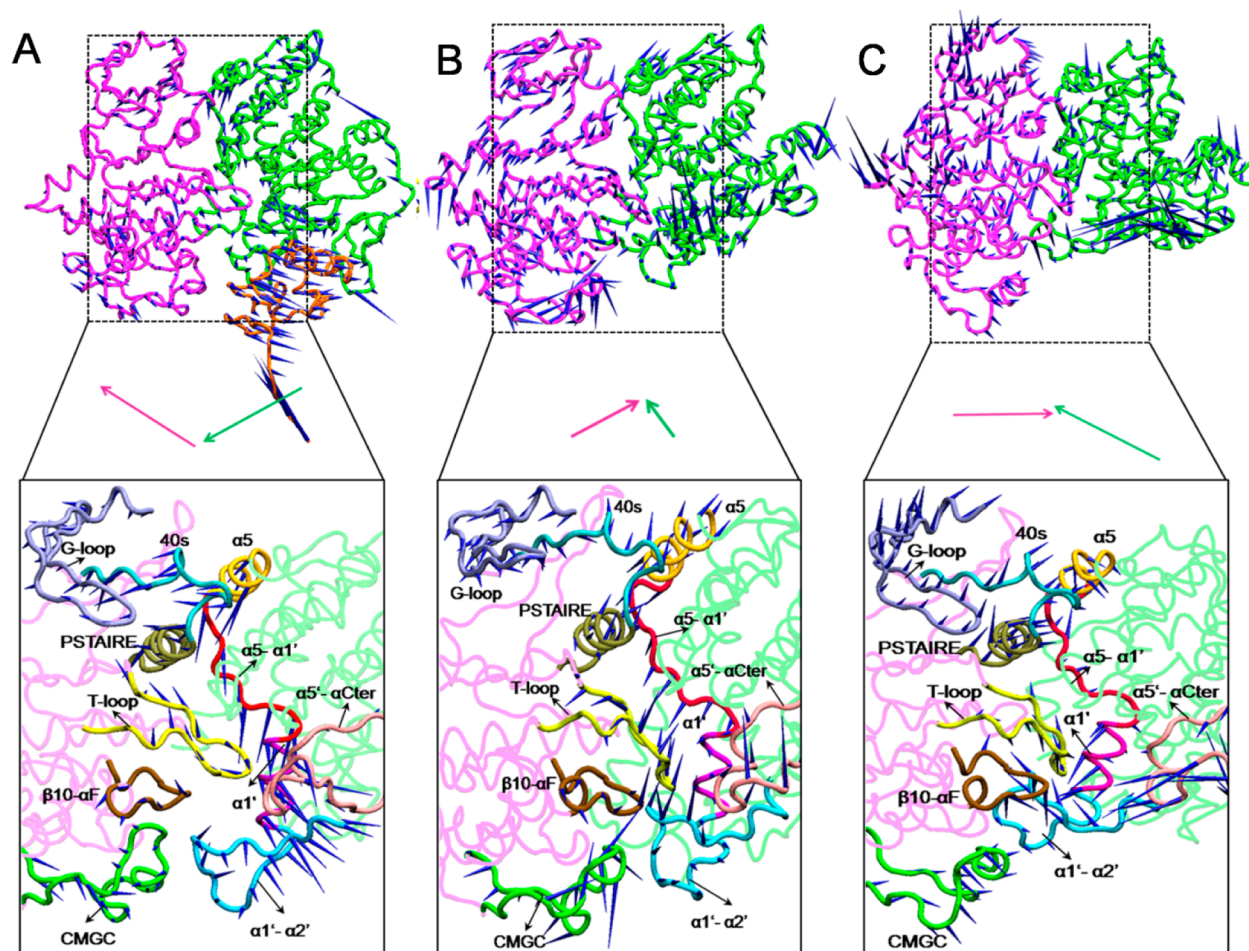 A
B
C
G-loop
40s
α5
PSTAIRE
α5- α1'
T-loop
α5'- αCter
β10-αF
α1'
CMGC
α1'- α2'
40s
α5
G-loop
PSTAIRE
α5- α1'
α5'- αCter
T-loop
α1'
β10-αF
CMGC
α1'- α2'
40s
α5
G-loop
PSTAIRE
α5- α1'
α5'- αCter
T-loop
α1'
β10-αF
α1'- α2'
CMGC